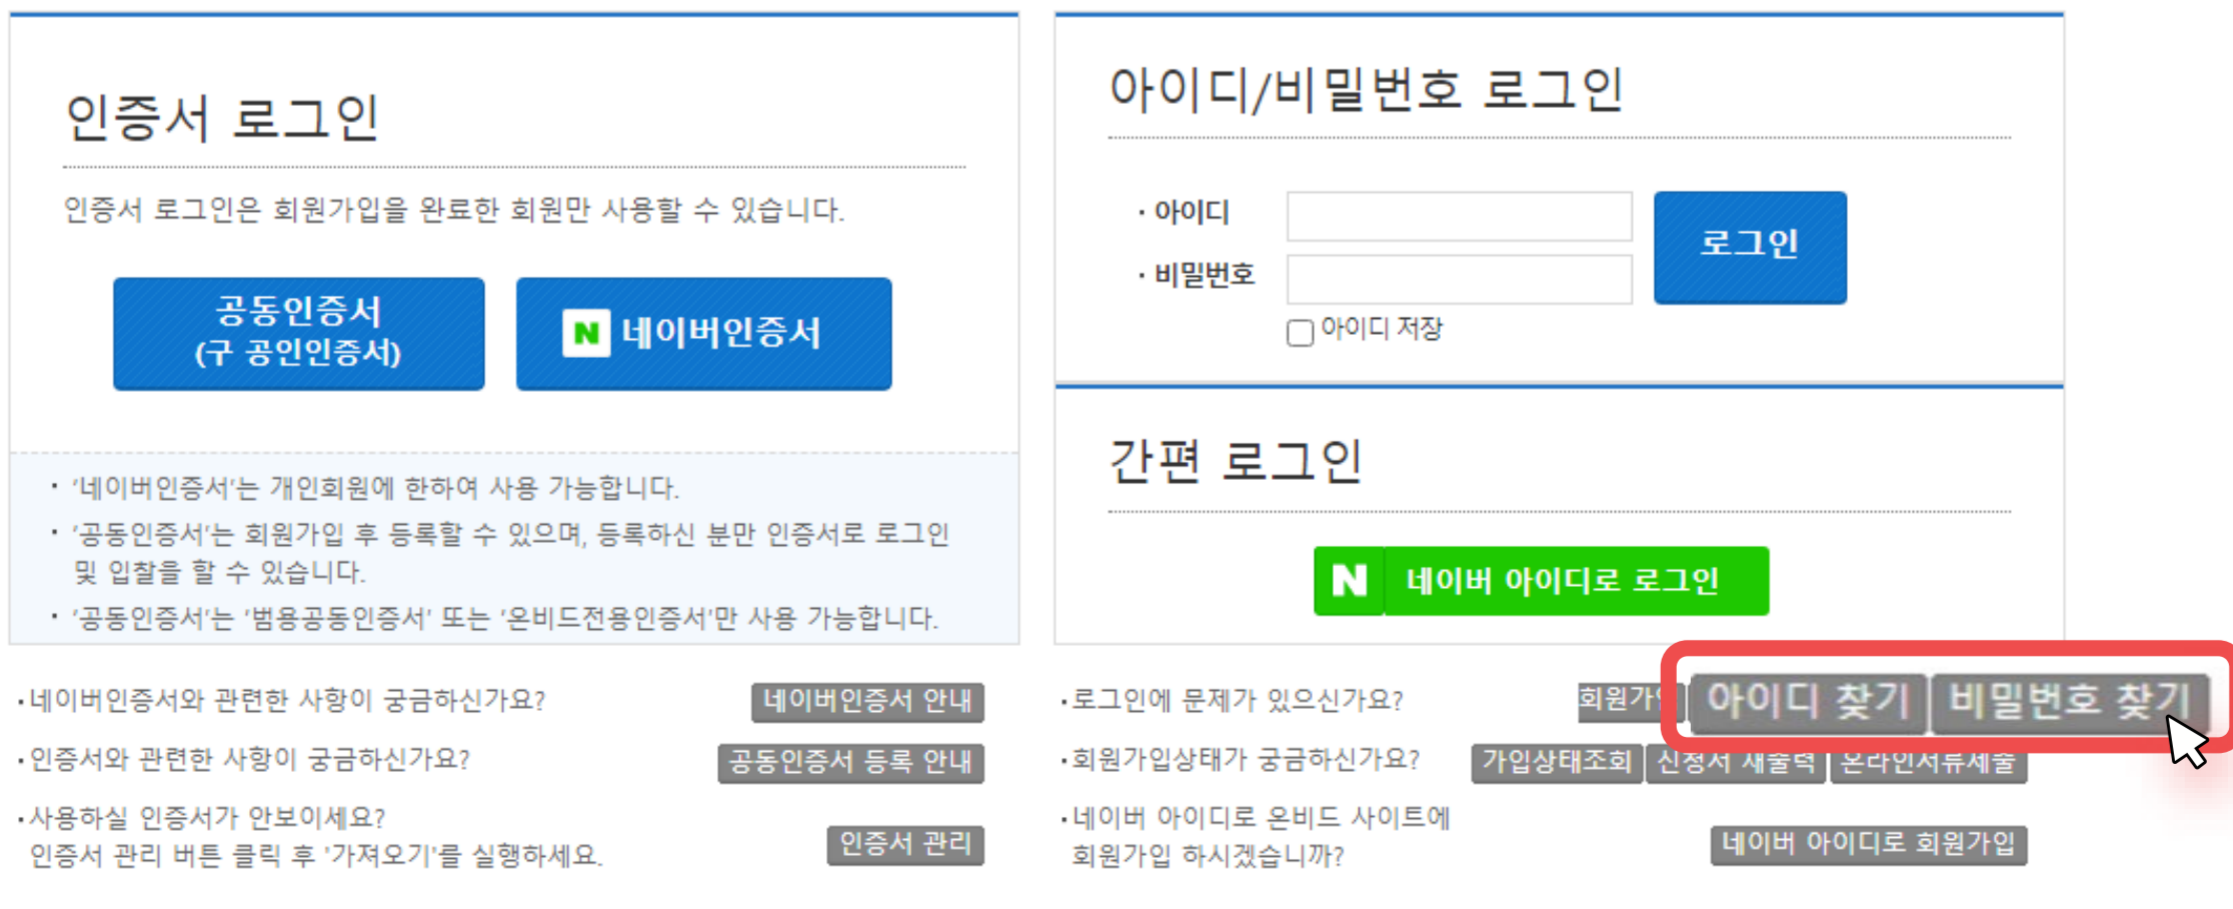 인증서 로그인
인증서 로그인은 회원가입을 완료한 회원만 사용할 수 있습니다.
공동인증서
(구 공인인증서)
N 네이버인증서
· '네이버인증서'는 개인회원에 한하여 사용 가능합니다.
· '공동인증서'는 회원가입 후 등록할 수 있으며, 등록하신 분만 인증서로 로그인
및 입찰을 할 수 있습니다.
· '공동인증서'는 '범용공동인증서' 또는 '온비드전용인증서'만 사용 가능합니다.
·네이버인증서와 관련한 사항이 궁금하신가요? 네이버인증서 안내
·인증서와 관련한 사항이 궁금하신가요? 공동인증서 등록 안내
·사용하실 인증서가 안보이세요?
인증서 관리 버튼 클릭 후 '가져오기'를 실행하세요. 인증서 관리
아이디/비밀번호 로그인
· 아이디
· 비밀번호
로그인
아이디 저장
간편 로그인
N 네이버 아이디로 로그인
·로그인에 문제가 있으신가요? 회원가 아이디 찾기 비밀번호 찾기
·회원가입상태가 궁금하신가요? 가입상태조회 신청서 재출력 온라인서류제출
·네이버 아이디로 온비드 사이트에
회원가입 하시겠습니까? 네이버 아이디로 회원가입